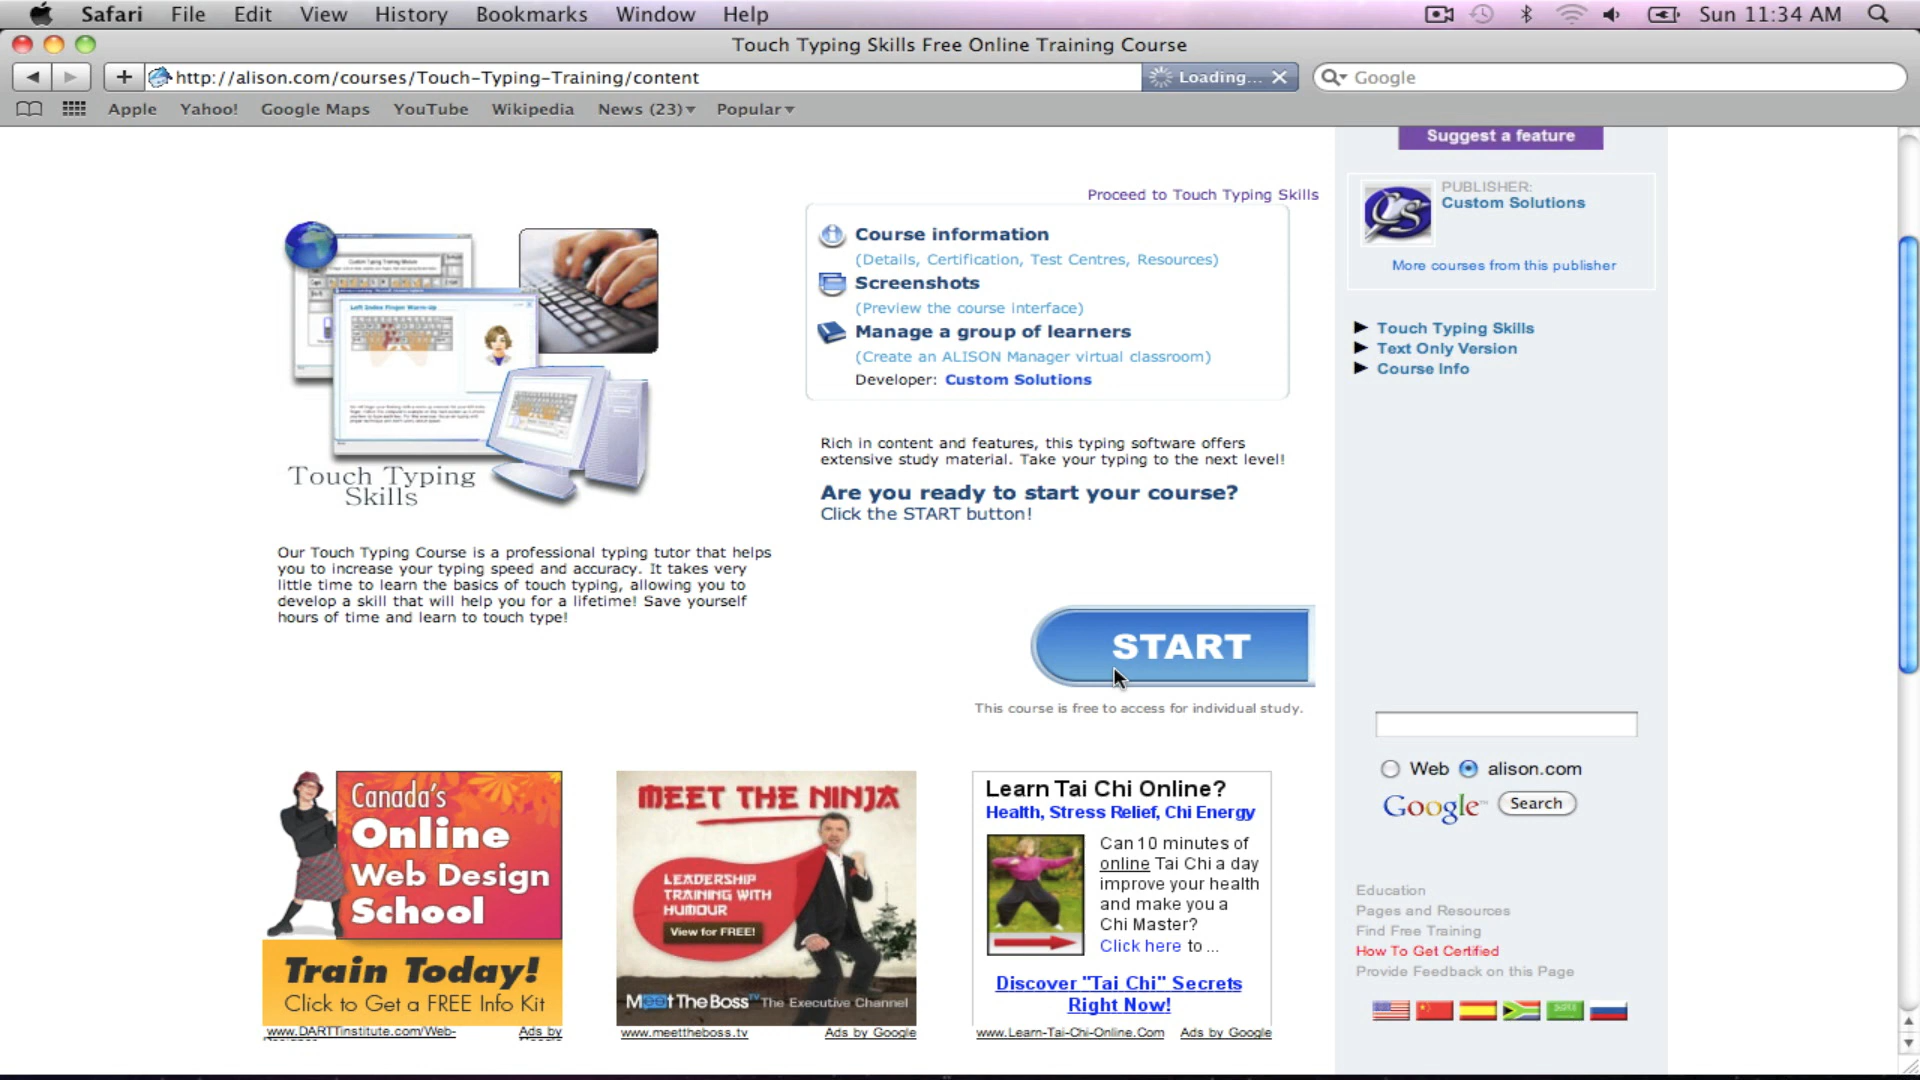 Safari File Edit View History Bookmarks Window Help Sun 11:34 AM
Touch Typing Skills Free Online Training Course
http://alison.com/courses/Touch-Typing-Training/content Loading... Google
Apple Yahoo! Google Maps YouTube Wikipedia News (23) Popular
Suggest a feature
Proceed to Touch Typing Skills
Course information
(Details, Certification, Test Centres, Resources)
Screenshots
(Preview the course interface)
Manage a group of learners
(Create an ALISON Manager virtual classroom)
Developer: Custom Solutions
Left Index Finger Warm-Up
Touch Typing
Skills
Rich in content and features, this typing software offers
extensive study material. Take your typing to the next level!
Are you ready to start your course?
Click the START button!
Our Touch Typing Course is a professional typing tutor that helps
you to increase your typing speed and accuracy. It takes very
little time to learn the basics of touch typing, allowing you to
develop a skill that will help you for a lifetime! Save yourself
hours of time and learn to touch type!
START
This course is free to access for individual study.
PUBLISHER:
Custom Solutions
More courses from this publisher
Touch Typing Skills
Text Only Version
Course Info
Web alison.com
Google Search
Education
Pages and Resources
Find Free Training
How To Get Certified
Provide Feedback on this Page
Canada's
Online
Web Design
School
Train Today!
Click to Get a FREE Info Kit
www.DARTTinstitute.com/Web-
Ads by
MEET THE NINJA
LEADERSHIP
TRAINING WITH
HUMOUR
View for FREE!
Meet The Boss TV The Executive Channel
www.meettheboss.tv Ads by Google
Learn Tai Chi Online?
Health, Stress Relief, Chi Energy
Can 10 minutes of
online Tai Chi a day
improve your health
and make you a
Chi Master?
Click here to ...
Discover "Tai Chi" Secrets
Right Now!
www.Learn-Tai-Chi-Online.Com Ads by Google